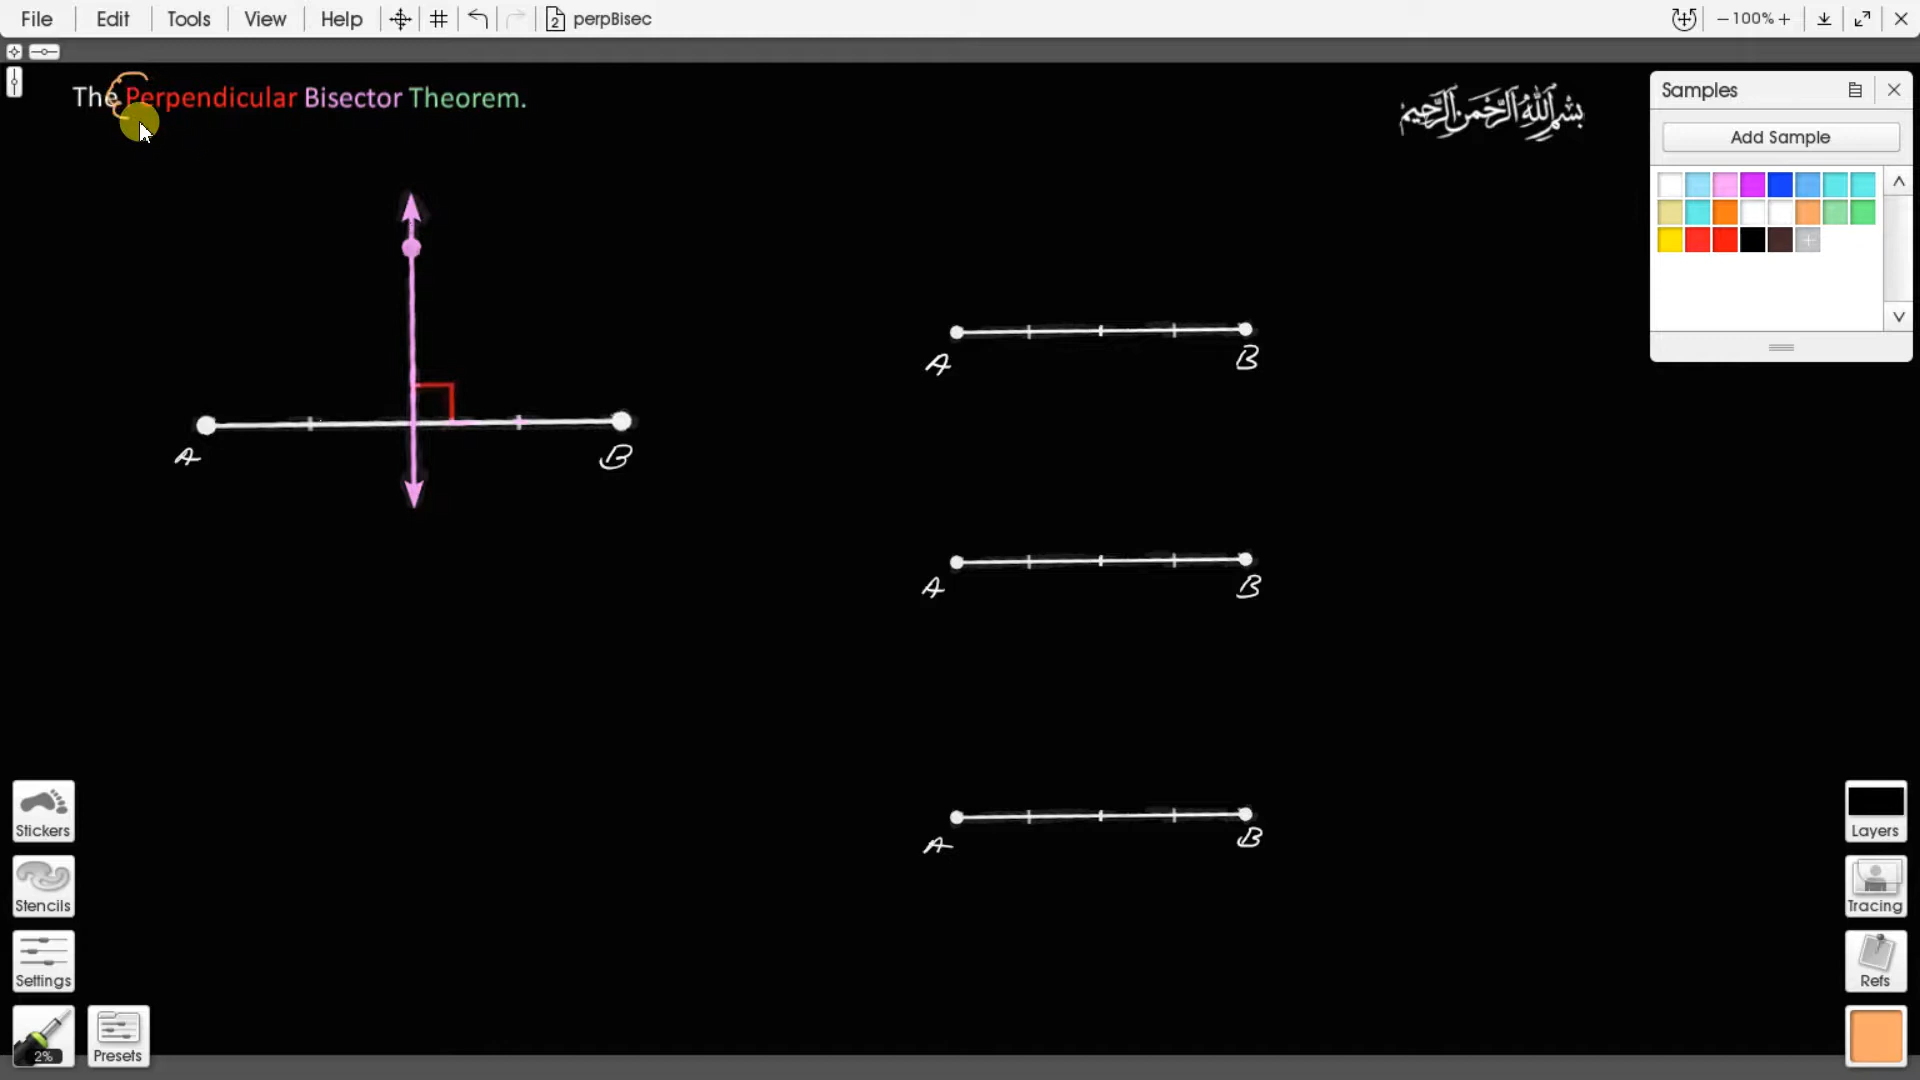 File Edit Tools View Help 2 perpBisec − 100% +
The Perpendicular Bisector Theorem.
بسم الله الرحمن الرحيم
Samples
Add Sample
A B
A B
A B
A B
Stickers
Stencils
Settings
2% Presets
Layers
Tracing
Refs